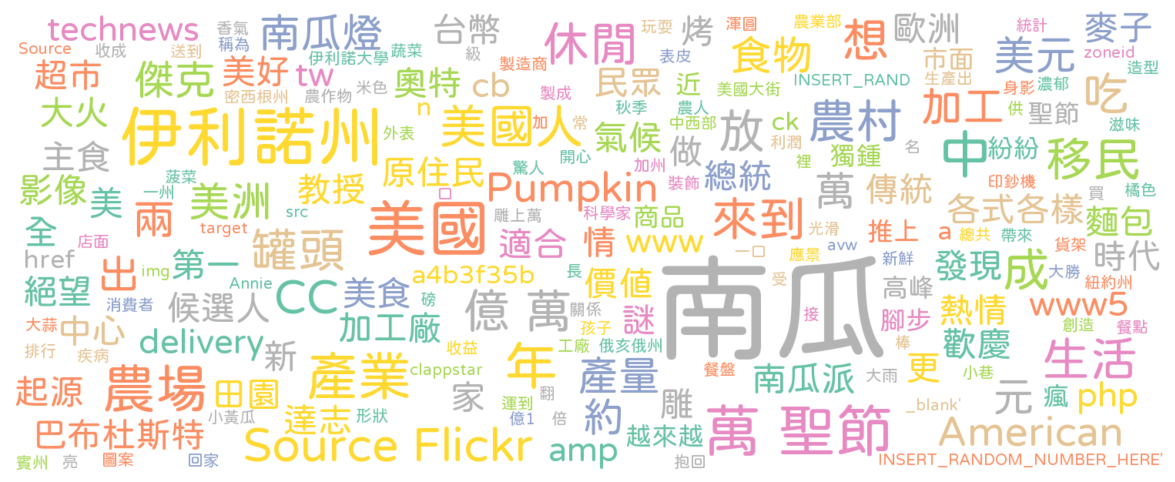 technews
南瓜燈
台幣
休閒
烤
玩耍
渾圓
農業部
想
歐洲
統計
麥子
香氣
Source
收成
稱為
送到
伊利諾大學
蔬菜
級
製造商
食物
表皮
市面
美元
zoneid
造型
超市
傑克
美好
tw
奧特
cb
民眾
近
美國大街
INSERT_RAND
生產出
身影
濃郁
吃
大火
密西根州
農作物
米色
n
製成
秋季
農人
加工
供
聖節
滋味
伊利諾州
外表
美國人
加入
常
氣候
中西部
放
ck
利潤
農村
主食
驚人
開心
加州
做
裡
獨鍾
名
中
紛紛
移民
影像
菠菜
一州
美
美洲
教授
原住民
口
Pumpkin
裝飾
總統
萬
傳統
印鈔機
買
橘色
兩
src
target
美國
雕上萬
科學家
商品
來到
光滑
各式各樣
麵包
全
店面
罐頭
適合
情
www
一口
推上
a
總共
帶來
貨架
href
img
第一
Annie
a4b3f35b
長
價值
應景
avw
新鮮
發現
成
大勝
時代
絕望
消費者
出
候選人
CC
美食
磅
億 萬
關係
謎
接
受
南瓜
高峰
腳步
熱情
www5
紐約州
大蒜
中心
加工廠
孩子
創造
餐點
排行
疾病
delivery
新
收益
工廠
俄亥俄州
棒
歡慶
生活
起源
農場
產業
clappstar
年
產量
餐盤
南瓜派
大雨
更
小巷
田園
家
翻
運到
約
雕
_blank'
元
瘋
php
小黃瓜
達志
形狀
億1
倍
巴布杜斯特
Source Flickr
amp
越來越
萬 聖節
American
賓州
亮
圖案
回家
抱回
INSERT_RANDOM_NUMBER_HERE'